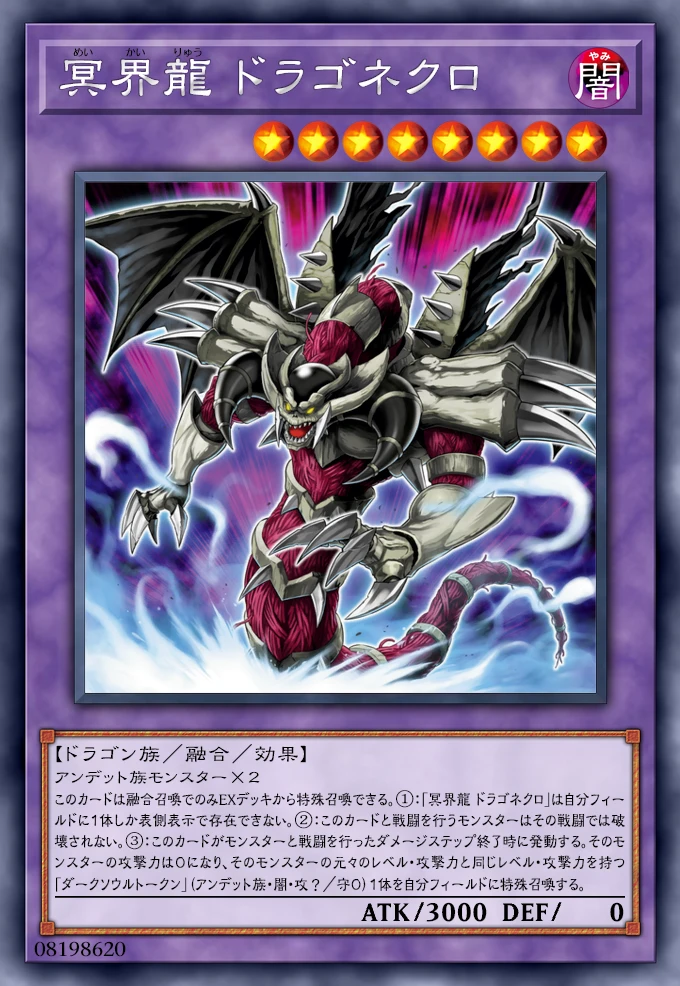 めい かい りゅう
冥界龍 ドラゴネクロ
やみ
闇
【ドラゴン族／融合／効果】
アンデット族モンスター×２
このカードは融合召喚でのみEXデッキから特殊召喚できる。①：「冥界龍 ドラゴネクロ」は自分フィー
ルドに１体しか表側表示で存在できない。②：このカードと戦闘を行うモンスターはその戦闘では破
壊されない。③：このカードがモンスターと戦闘を行ったダメージステップ終了時に発動する。そのモ
ンスターの攻撃力は０になり、そのモンスターの元々のレベル・攻撃力と同じレベル・攻撃力を持つ
「ダークソウルトークン」（アンデット族・闇・攻？／守０）１体を自分フィールドに特殊召喚する。
ATK/3000 DEF/ 0
08198620